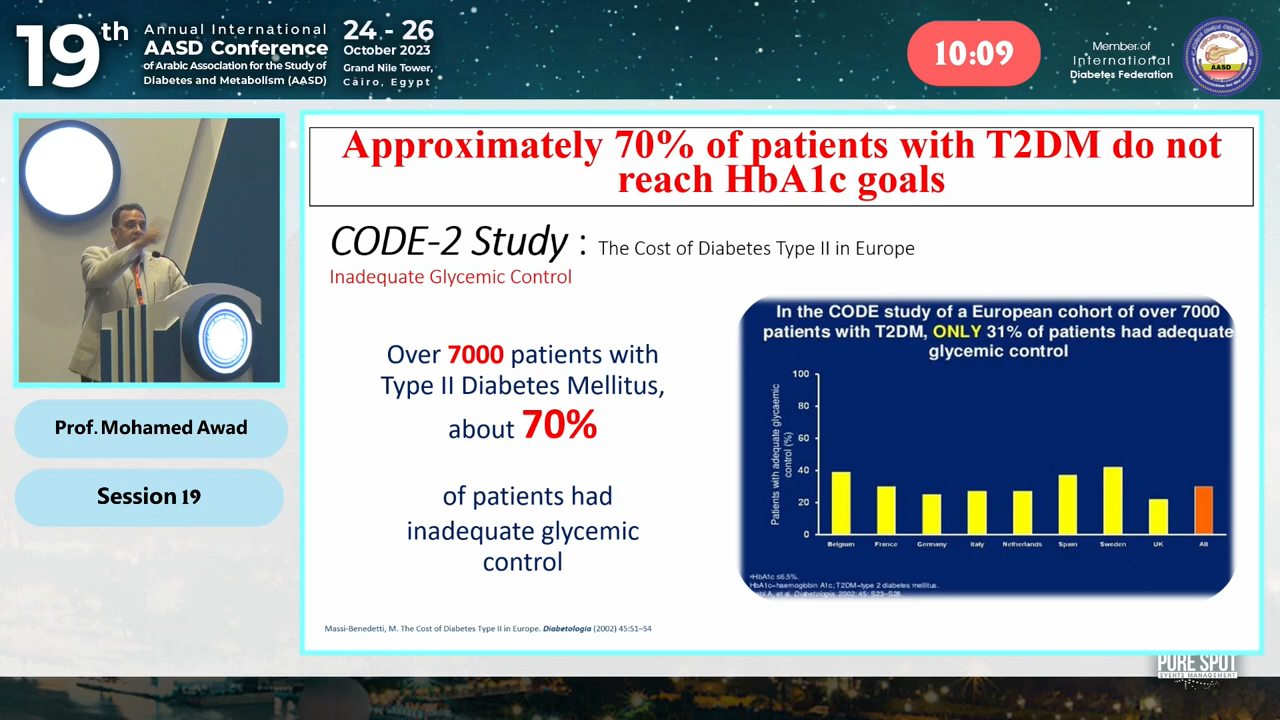 19th
Annual International
AASD Conference
of Arabic Association for the Study of
Diabetes and Metabolism (AASD)
24 - 26
October 2023
Grand Nile Tower,
Cairo, Egypt
10:09
Member of
International
Diabetes Federation
AASD
Approximately 70% of patients with T2DM do not
reach HbA1c goals
CODE-2 Study : The Cost of Diabetes Type II in Europe
Inadequate Glycemic Control
Over 7000 patients with
Type II Diabetes Mellitus,
about 70%
of patients had
inadequate glycemic
control
In the CODE study of a European cohort of over 7000
patients with T2DM, ONLY 31% of patients had adequate
glycemic control
Patients with adequate glycaemic
control (%)
100
80
60
40
20
0
Belgium France Germany Italy Netherlands Spain Sweden UK All
ᵃHbA1c ≤6.5%.
HbA1c=haemoglobin A1c; T2DM=type 2 diabetes mellitus.
A, et al. Diabetologia. 2002; 45: S23–S28.
Massi-Benedetti, M. The Cost of Diabetes Type II in Europe. Diabetologia (2002) 45:S1–S4
Prof. Mohamed Awad
Session 19
PURE SPOT
EVENTS MANAGEMENT